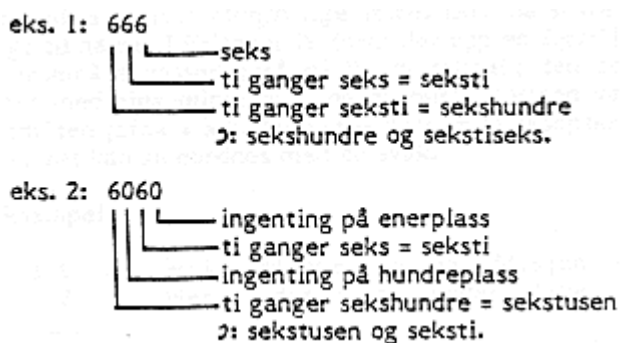 eks. 1: 666
seks
ti ganger seks = seksti
ti ganger seksti = sekshundre
ɔ: sekshundre og sekstiseks.
eks. 2: 6060
ingenting på enerplass
ti ganger seks = seksti
ingenting på hundreplass
ti ganger sekshundre = sekstusen
ɔ: sekstusen og seksti.